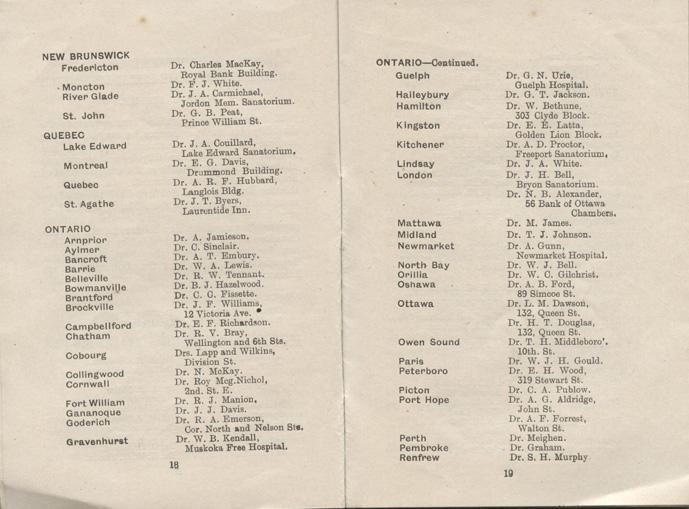 NEW BRUNSWICK
Fredericton Dr. Charles MacKay,
Royal Bank Building.
Moncton Dr. F. J. White.
River Glade Dr. J. A. Carmichael,
Jordon Mem. Sanatorium.
St. John Dr. G. B. Peat,
Prince William St.
QUEBEC
Lake Edward Dr. J. A. Couillard,
Lake Edward Sanatorium,
Montreal Dr. E. G. Davis,
Drummond Building.
Quebec Dr. A. R. F. Hubbard,
Langlois Bldg.
St. Agathe Dr. J. T. Byers,
Laurentide Inn.
ONTARIO
Arnprior Dr. A. Jamieson.
Aylmer Dr. C. Sinclair.
Bancroft Dr. A. T. Embury.
Barrie Dr. W. A. Lewis.
Belleville Dr. R. W. Tennant.
Bowmanville Dr. B. J. Hazelwood.
Brantford Dr. C. C. Fissette.
Brockville Dr. J. F. Williams,
12 Victoria Ave.
Campbellford Dr. E. F. Richardson.
Chatham Dr. R. V. Bray,
Wellington and 6th Sts.
Cobourg Drs. Lapp and Wilkins,
Division St.
Collingwood Dr. N. McKay.
Cornwall Dr. Roy Mcg.Nichol,
2nd. St. E.
Fort William Dr. R. J. Manion,
Gananoque Dr. J. J. Davis.
Goderich Dr. R. A. Emerson,
Cor. North and Nelson Sts.
Gravenhurst Dr. W. B. Kendall,
Muskoka Free Hospital.
18
ONTARIO—Continued.
Guelph Dr. G. N. Urie,
Guelph Hospital.
Haileybury Dr. G. T. Jackson.
Hamilton Dr. W. Bethune,
303 Clyde Block.
Kingston Dr. E. E. Latta,
Golden Lion Block.
Kitchener Dr. A. D. Proctor,
Freeport Sanatorium,
Lindsay Dr. J. A. White.
London Dr. J. H. Bell,
Bryon Sanatorium.
Dr. N. B. Alexander,
56 Bank of Ottawa
Chambers.
Mattawa Dr. M. James.
Midland Dr. T. J. Johnson.
Newmarket Dr. A. Gunn,
Newmarket Hospital.
North Bay Dr. W. J. Bell.
Orillia Dr. W. C. Gilchrist.
Oshawa Dr. A. B. Ford,
89 Simcoe St.
Ottawa Dr. L. M. Dawson,
132, Queen St.
Dr. H. T. Douglas,
132, Queen St.
Owen Sound Dr. T. H. Middleboro'.
10th. St.
Paris Dr. W. J. H. Gould.
Peterboro Dr. E. H. Wood,
319 Stewart St.
Picton Dr. C. A. Publow.
Port Hope Dr. A. G. Aldridge,
John St.
Dr. A. F. Forrest,
Walton St.
Perth Dr. Meighen.
Pembroke Dr. Graham.
Renfrew Dr. S. H. Murphy
19